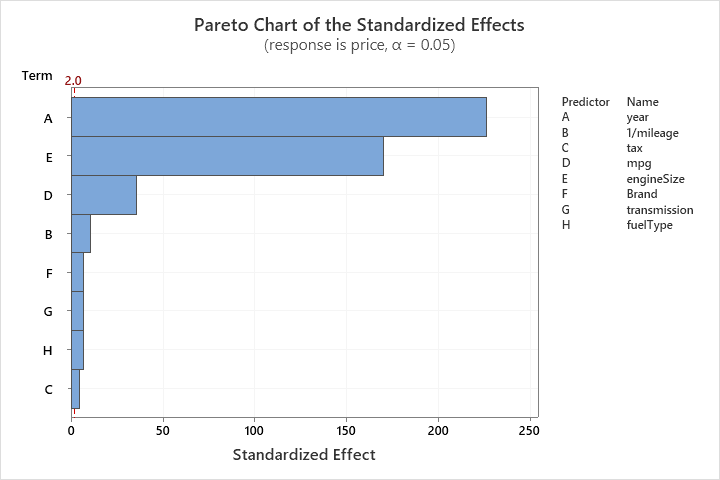 Pareto Chart of the Standardized Effects
(response is price, α = 0.05)
Term
2.0
A
E
D
B
F
G
H
C
0 50 100 150 200 250
Standardized Effect
Predictor Name
A year
B 1/mileage
C tax
D mpg
E engineSize
F Brand
G transmission
H fuelType